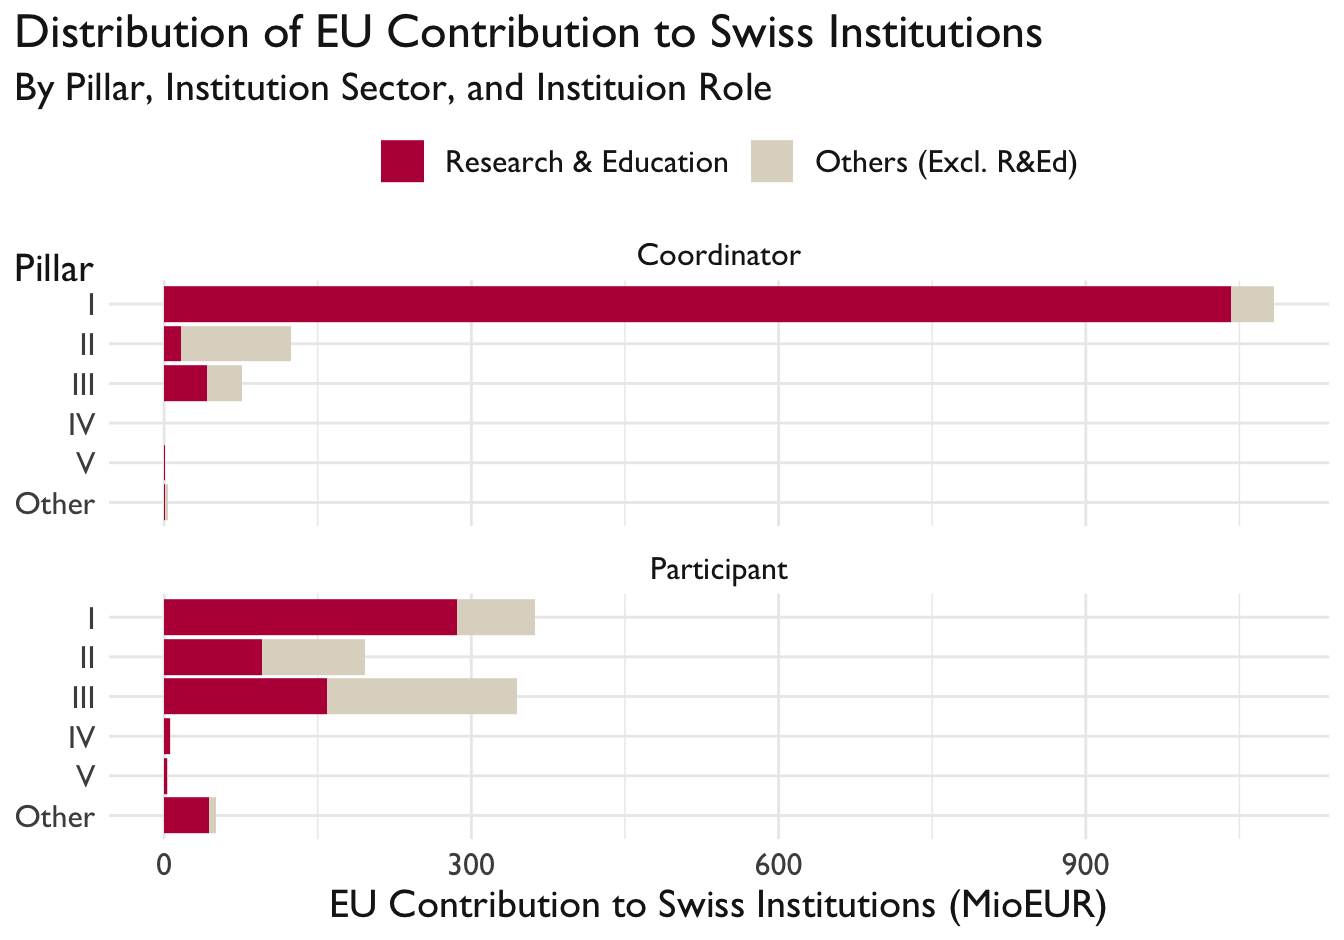 Distribution of EU Contribution to Swiss Institutions
By Pillar, Institution Sector, and Instituion Role
Research & Education
Others (Excl. R&Ed)
Pillar
Coordinator
I
II
III
IV
V
Other
Participant
I
II
III
IV
V
Other
0 300 600 900
EU Contribution to Swiss Institutions (MioEUR)